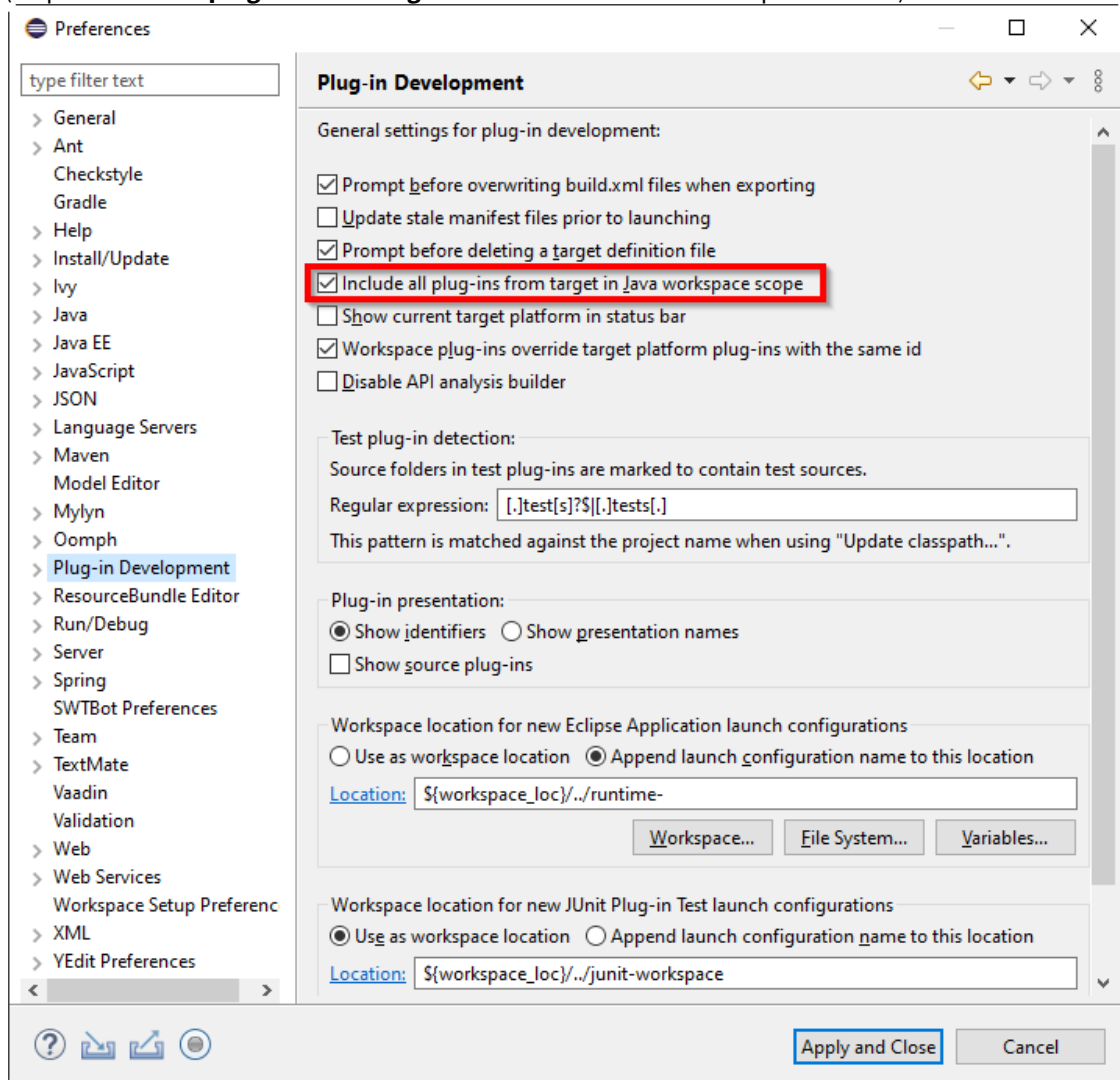 Preferences
type filter text
General
Ant
Checkstyle
Gradle
Help
Install/Update
Ivy
Java
Java EE
JavaScript
JSON
Language Servers
Maven
Model Editor
Mylyn
Oomph
Plug-in Development
ResourceBundle Editor
Run/Debug
Server
Spring
SWTBot Preferences
Team
TextMate
Vaadin
Validation
Web
Web Services
Workspace Setup Preferenc
XML
YEdit Preferences
Plug-in Development
General settings for plug-in development:
Prompt before overwriting build.xml files when exporting
Update stale manifest files prior to launching
Prompt before deleting a target definition file
Include all plug-ins from target in Java workspace scope
Show current target platform in status bar
Workspace plug-ins override target platform plug-ins with the same id
Disable API analysis builder
Test plug-in detection:
Source folders in test plug-ins are marked to contain test sources.
Regular expression: [.]test[s]?$|[.]tests[.]
This pattern is matched against the project name when using "Update classpath...".
Plug-in presentation:
Show identifiers Show presentation names
Show source plug-ins
Workspace location for new Eclipse Application launch configurations
Use as workspace location Append launch configuration name to this location
Location: ${workspace_loc}/../runtime-
Workspace... File System... Variables...
Workspace location for new JUnit Plug-in Test launch configurations
Use as workspace location Append launch configuration name to this location
Location: ${workspace_loc}/../junit-workspace
Apply and Close Cancel